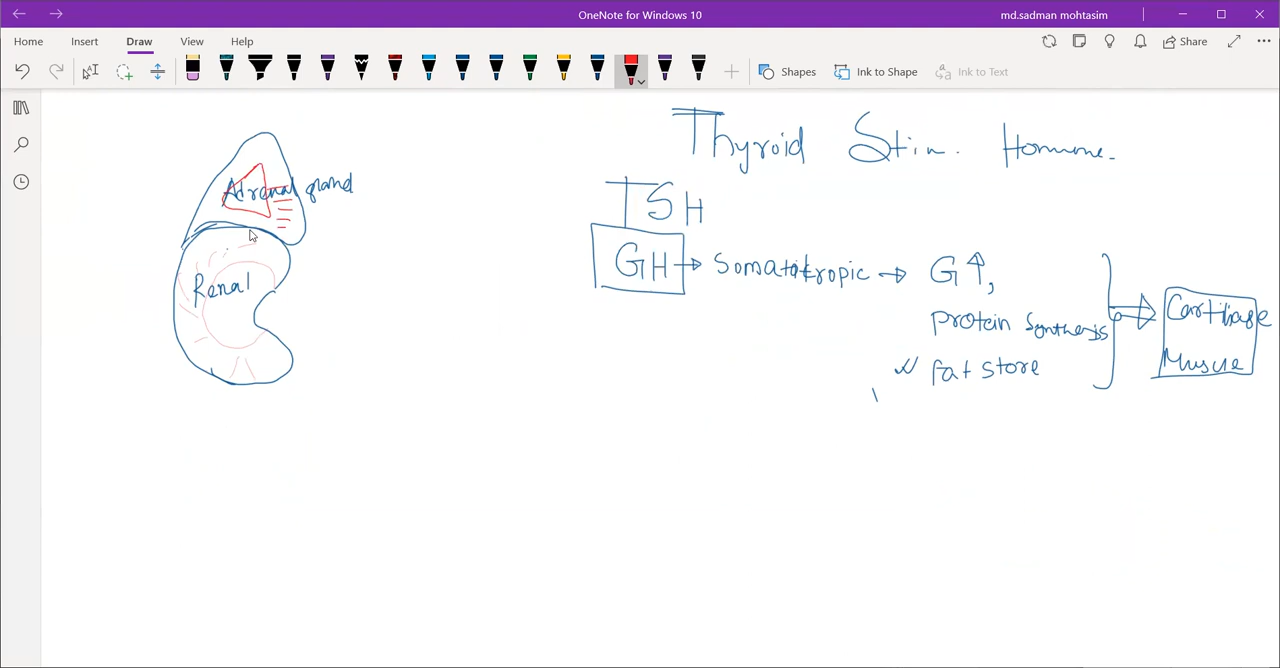 OneNote for Windows 10
md.sadman mohtasim
Home Insert Draw View Help
Share
Shapes
Ink to Shape
Ink to Text
Thyroid Stim. Hormone.
TSH
GH → Somatotropic → G↑,
protein synthesis
fat store
Cartilage
Muscle
Adrenal gland
Renal